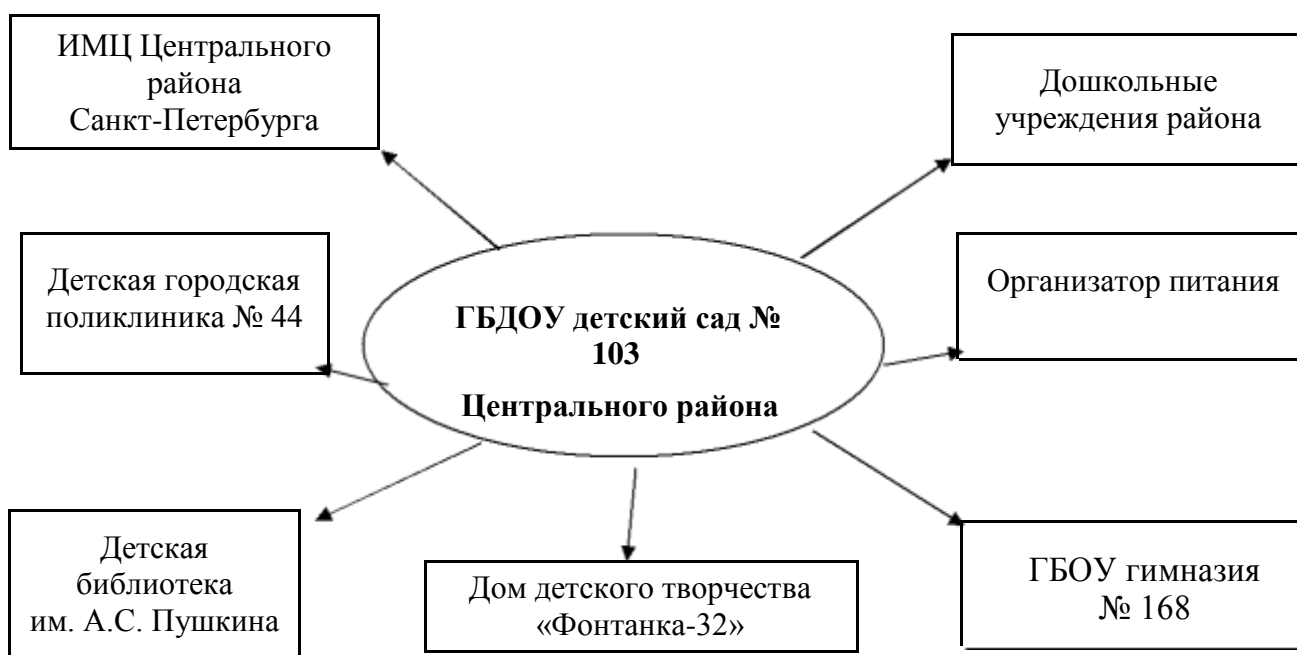 ИМЦ Центрального
района
Санкт-Петербурга
Дошкольные
учреждения района
Детская городская
поликлиника № 44
ГБДОУ детский сад №
103
Центрального района
Организатор питания
Детская
библиотека
им. А.С. Пушкина
Дом детского творчества
«Фонтанка-32»
ГБОУ гимназия
№ 168